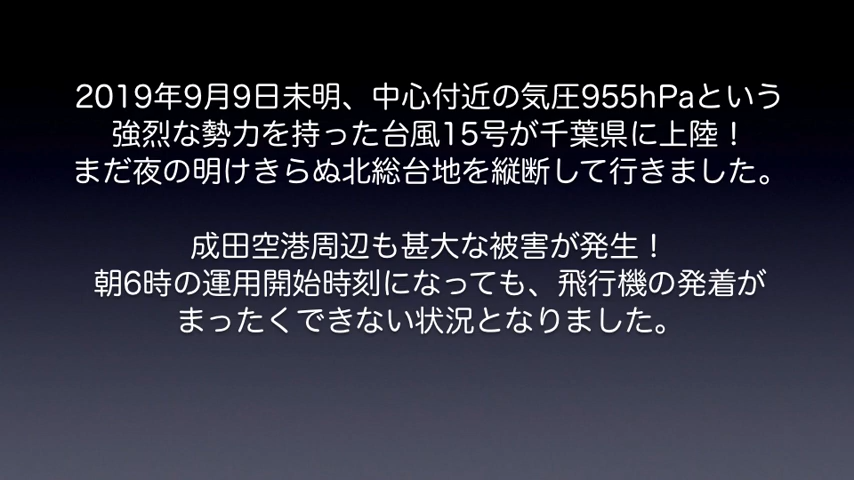 2019年9月9日未明、中心付近の気圧955hPaという
強烈な勢力を持った台風15号が千葉県に上陸！
まだ夜の明けきらぬ北総台地を縦断して行きました。
成田空港周辺も甚大な被害が発生！
朝6時の運用開始時刻になっても、飛行機の発着が
まったくできない状況となりました。